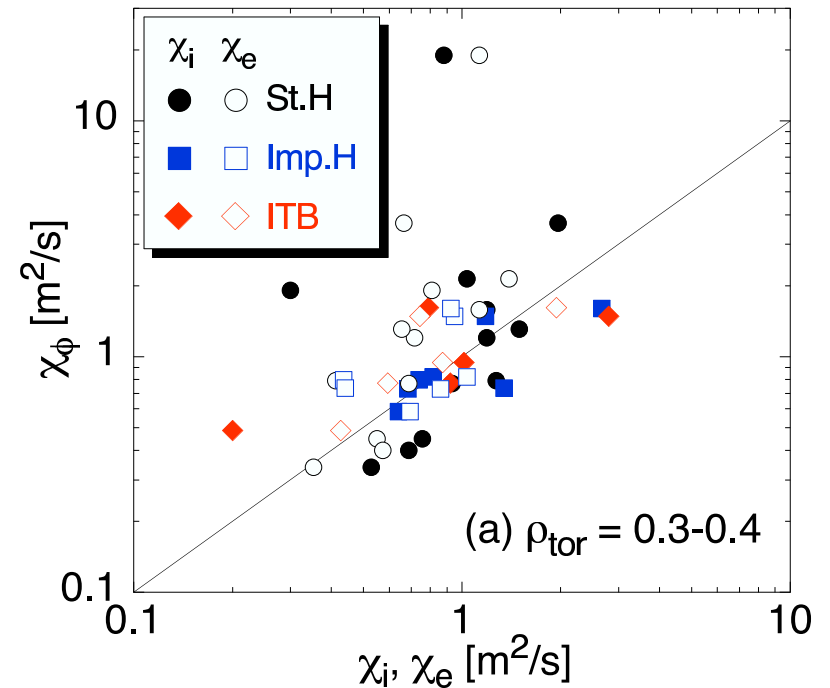 χi χe
St.H
Imp.H
ITB
10
1
0.1
χϕ [m²/s]
(a) ρtor = 0.3-0.4
0.1 1 10
χi, χe [m²/s]